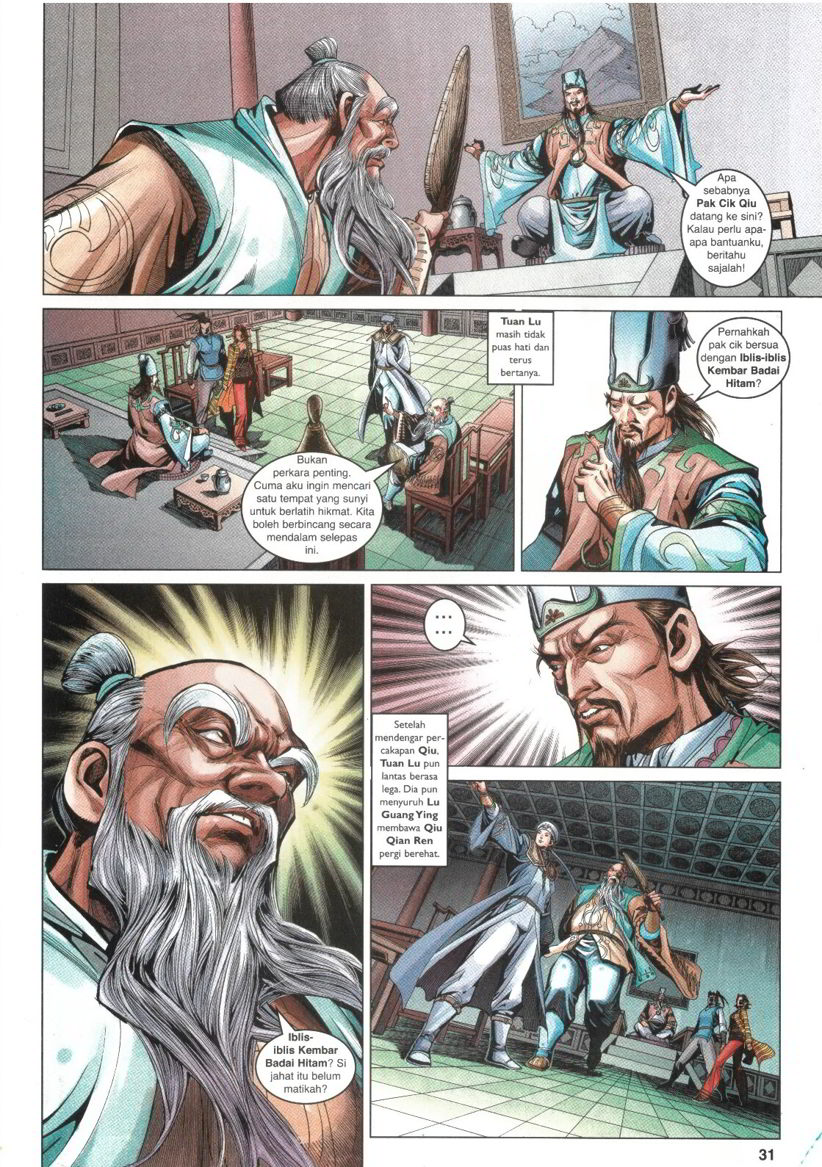 Apa
sebabnya
Pak Cik Qiu
datang ke sini?
Kalau perlu apa-
apa bantuanku,
beritahu
sajalah!
Bukan
perkara penting.
Cuma aku ingin mencari
satu tempat yang sunyi
untuk berlatih hikmat. Kita
boleh berbincang secara
mendalam selepas
ini.
Tuan Lu
masih tidak
puas hati dan
terus
bertanya.
Pernahkah
pak cik bersua
dengan Iblis-iblis
Kembar Badai
Hitam?
Iblis-
iblis Kembar
Badai Hitam? Si
jahat itu belum
matikah?
...
...
Setelah
mendengar per-
cakapan Qiu,
Tuan Lu pun
lantas berasa
lega. Dia pun
menyuruh Lu
Guang Ying
membawa Qiu
Qian Ren
pergi berehat.
31